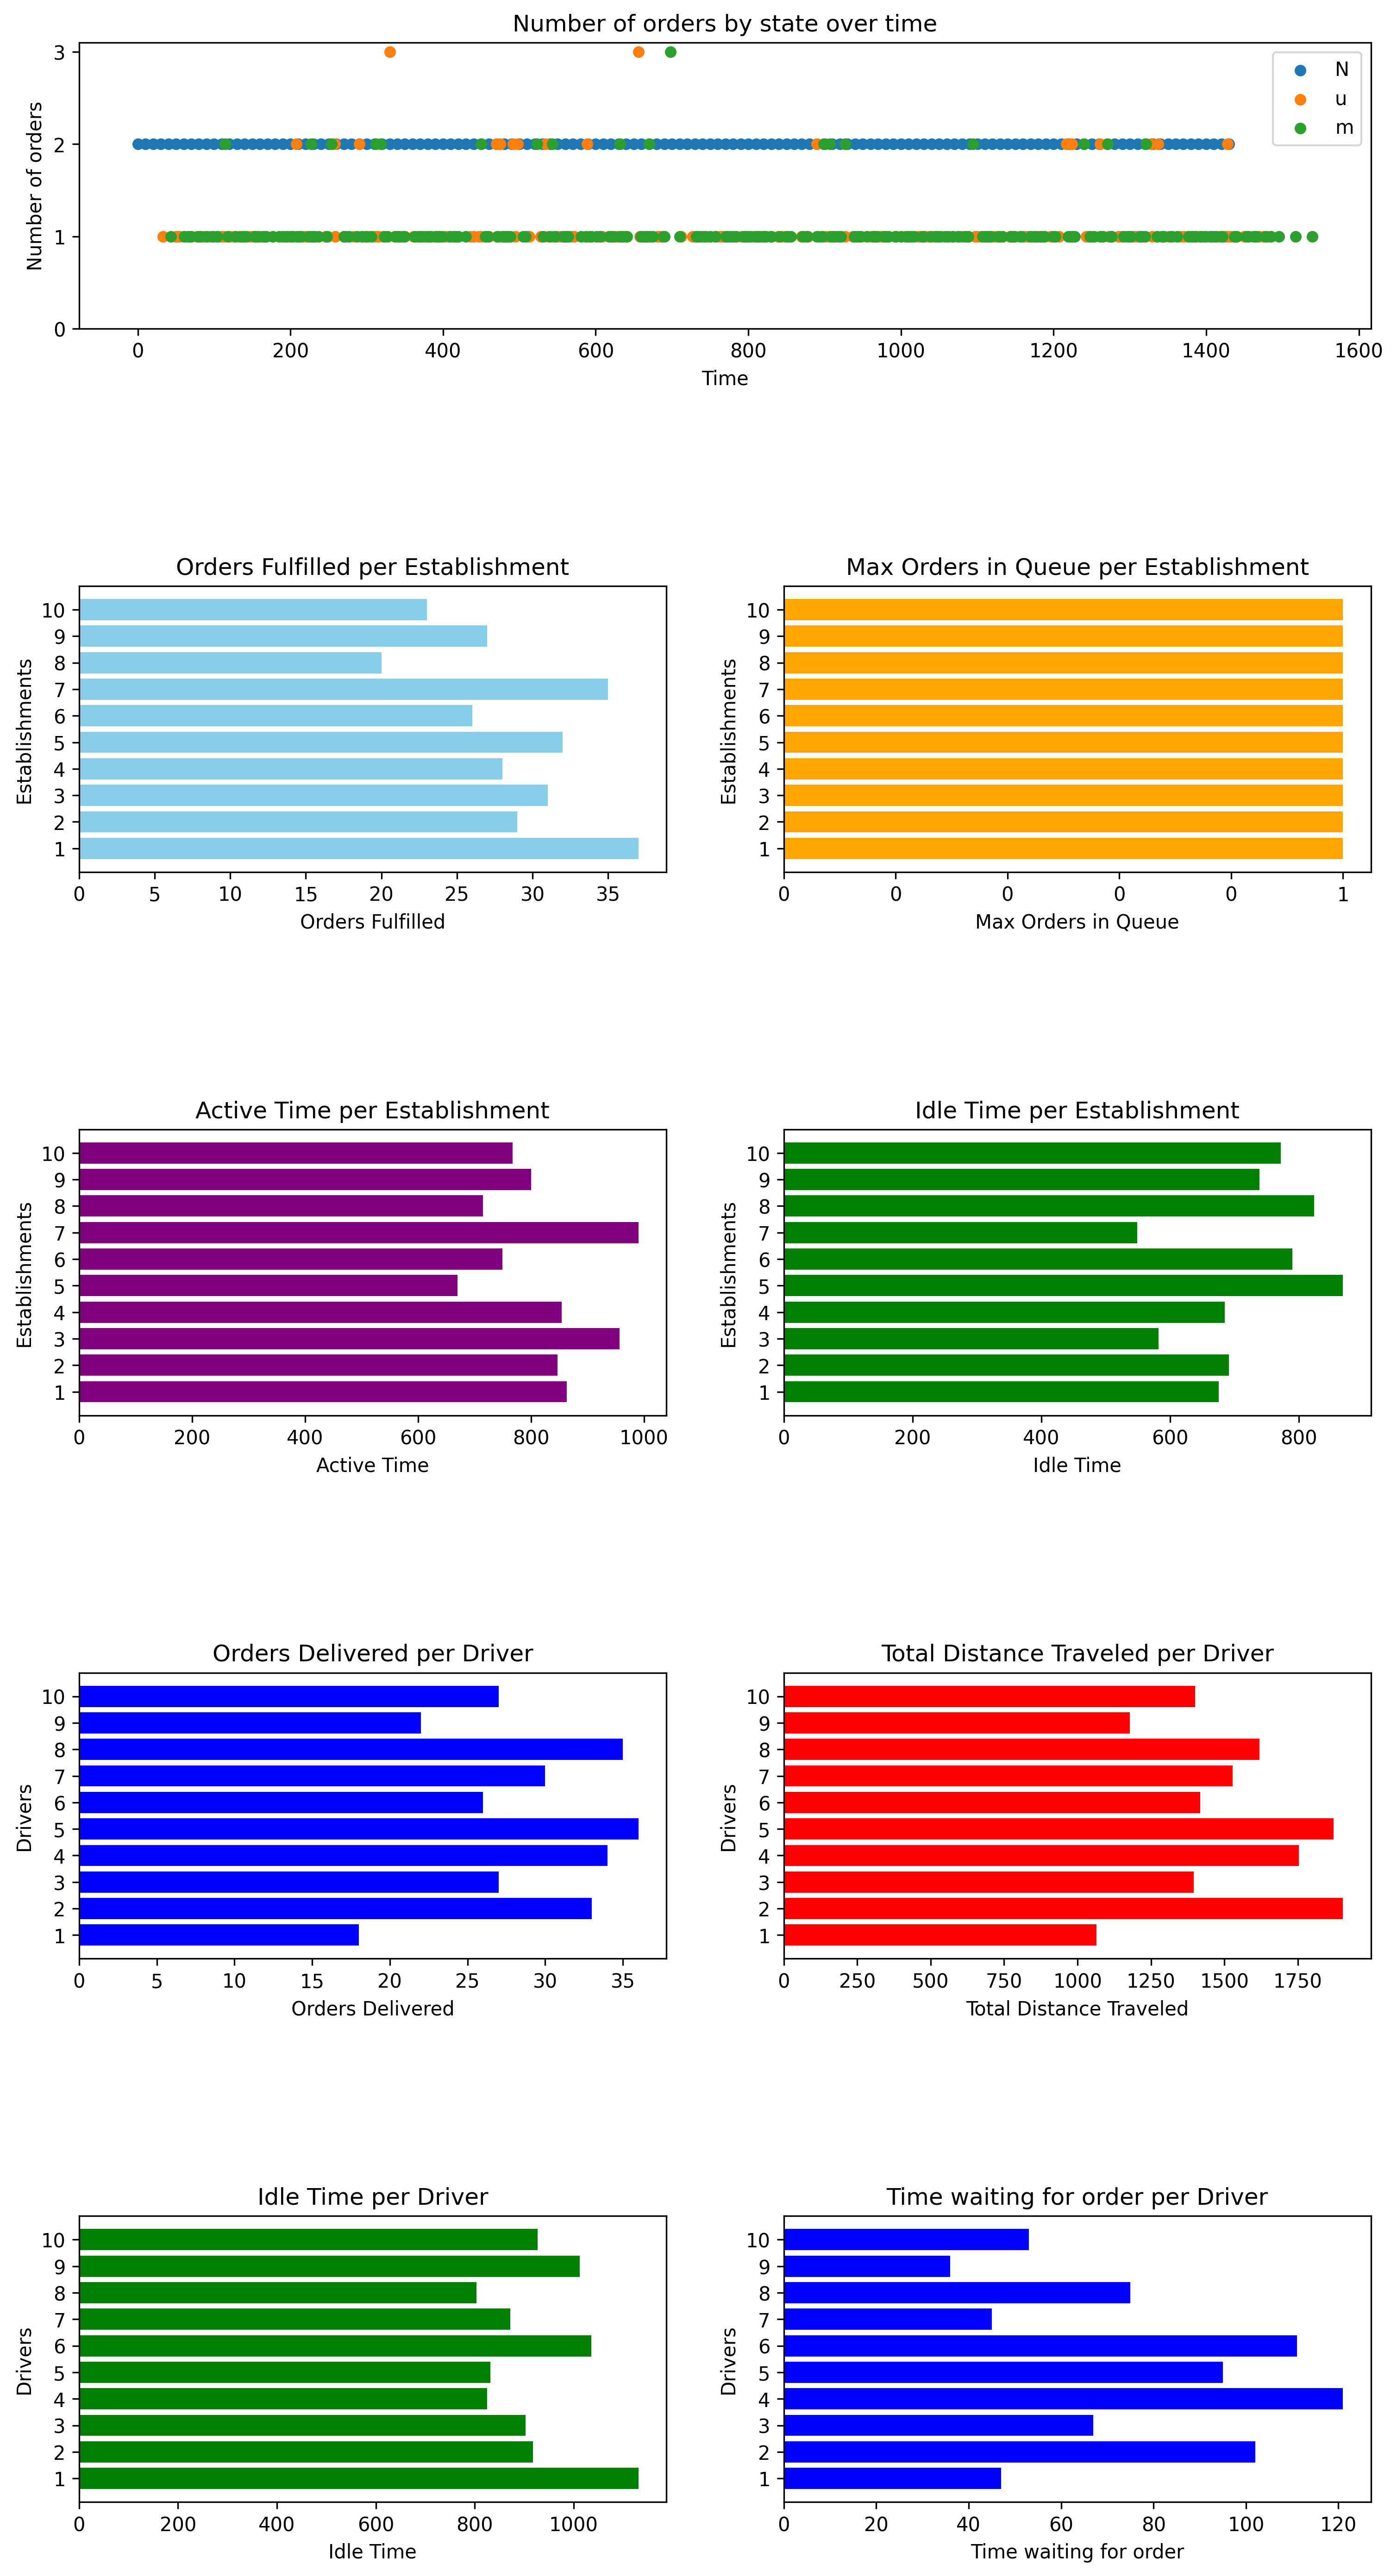 Number of orders by state over time
Number of orders
3
2
1
0
N
u
m
0 200 400 600 800 1000 1200 1400 1600
Time
Orders Fulfilled per Establishment
Establishments
10
9
8
7
6
5
4
3
2
1
0 5 10 15 20 25 30 35
Orders Fulfilled
Max Orders in Queue per Establishment
Establishments
10
9
8
7
6
5
4
3
2
1
0 0 0 0 0 1
Max Orders in Queue
Active Time per Establishment
Establishments
10
9
8
7
6
5
4
3
2
1
0 200 400 600 800 1000
Active Time
Idle Time per Establishment
Establishments
10
9
8
7
6
5
4
3
2
1
0 200 400 600 800
Idle Time
Orders Delivered per Driver
Drivers
10
9
8
7
6
5
4
3
2
1
0 5 10 15 20 25 30 35
Orders Delivered
Total Distance Traveled per Driver
Drivers
10
9
8
7
6
5
4
3
2
1
0 250 500 750 1000 1250 1500 1750
Total Distance Traveled
Idle Time per Driver
Drivers
10
9
8
7
6
5
4
3
2
1
0 200 400 600 800 1000
Idle Time
Time waiting for order per Driver
Drivers
10
9
8
7
6
5
4
3
2
1
0 20 40 60 80 100 120
Time waiting for order